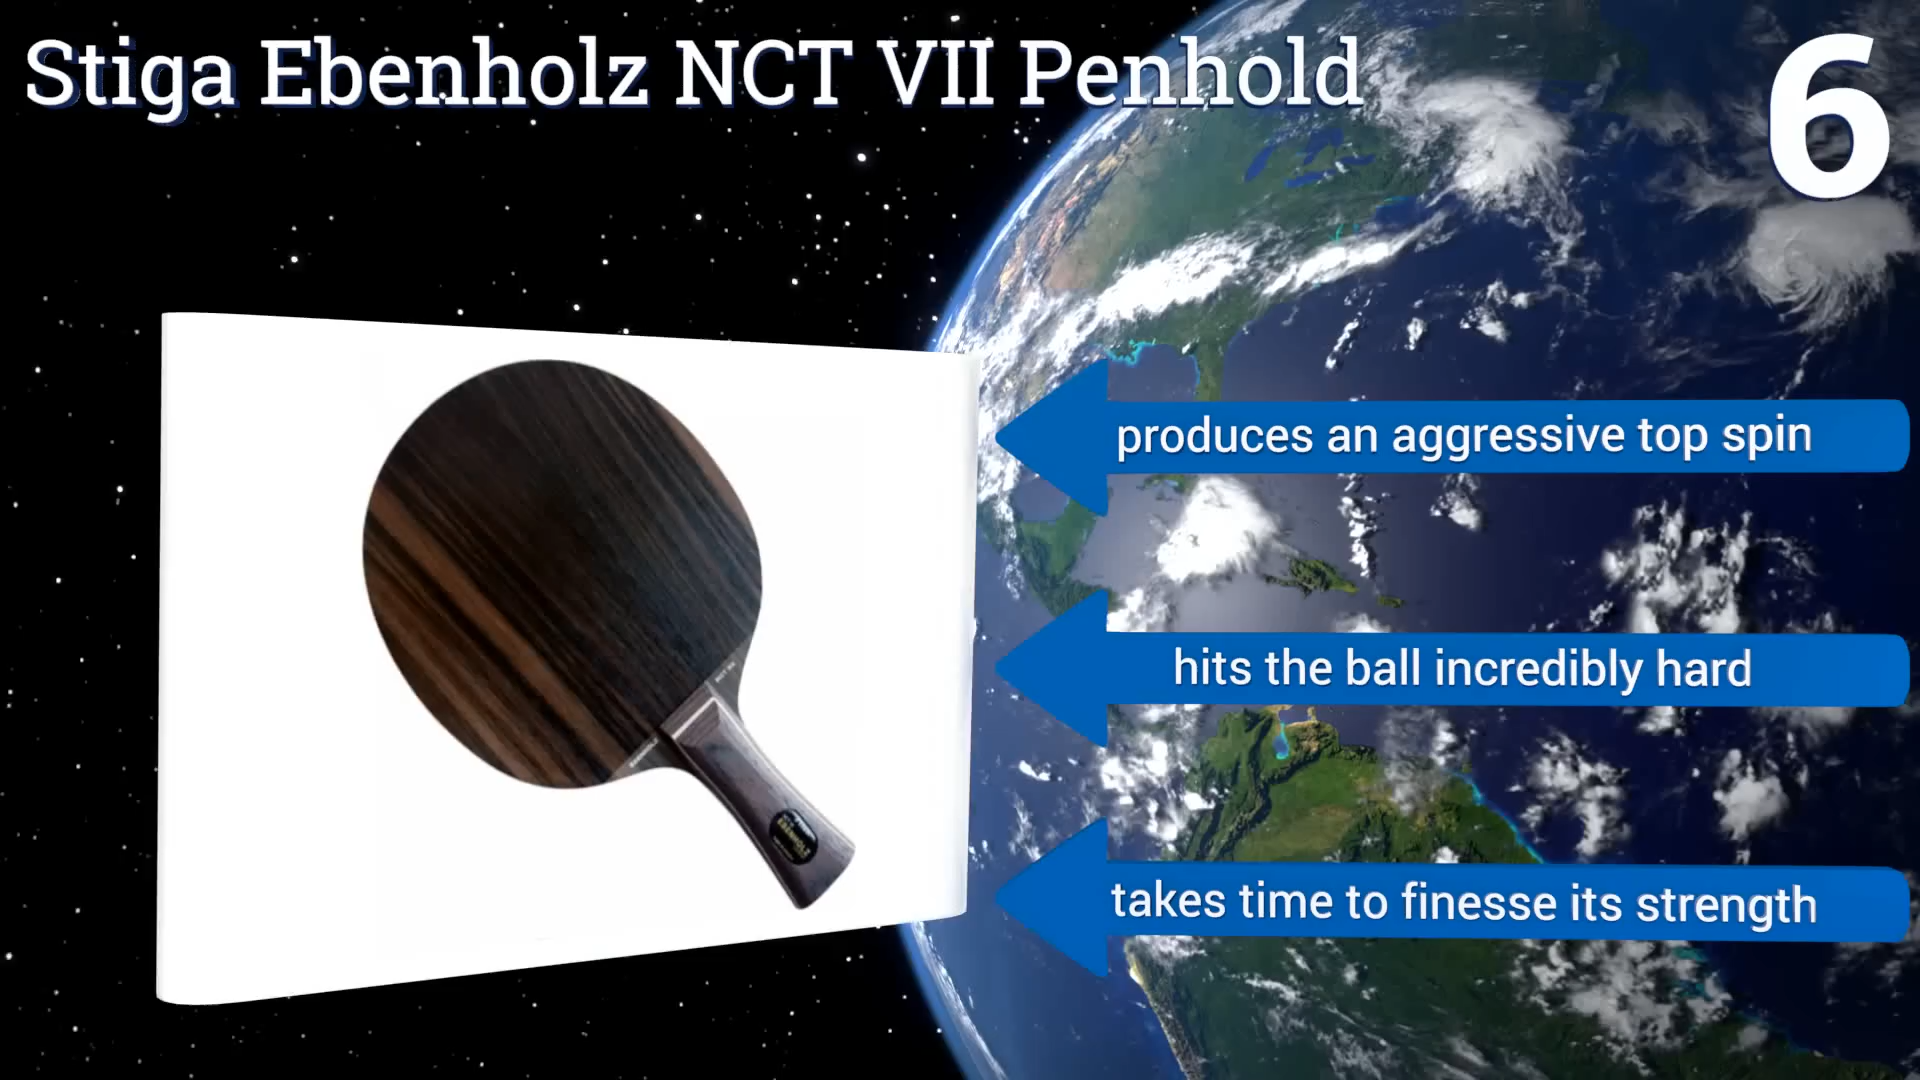 Stiga Ebenholz NCT VII Penhold
6
produces an aggressive top spin
hits the ball incredibly hard
takes time to finesse its strength
EBENHOLZ